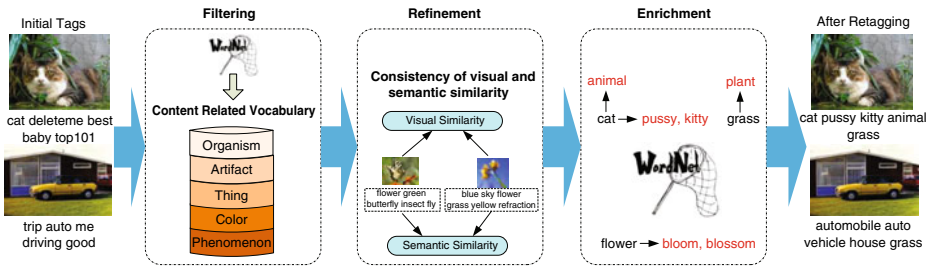 Initial Tags
cat deleteme best
baby top101
trip auto me
driving good
Filtering
WordNet
Content Related Vocabulary
Organism
Artifact
Thing
Color
Phenomenon
Refinement
Consistency of visual and
semantic similarity
Visual Similarity
flower green
butterfly insect fly
blue sky flower
grass yellow refraction
Semantic Similarity
Enrichment
animal
plant
cat
pussy, kitty
grass
WordNet
flower
bloom, blossom
After Retagging
cat pussy kitty animal
grass
automobile auto
vehicle house grass